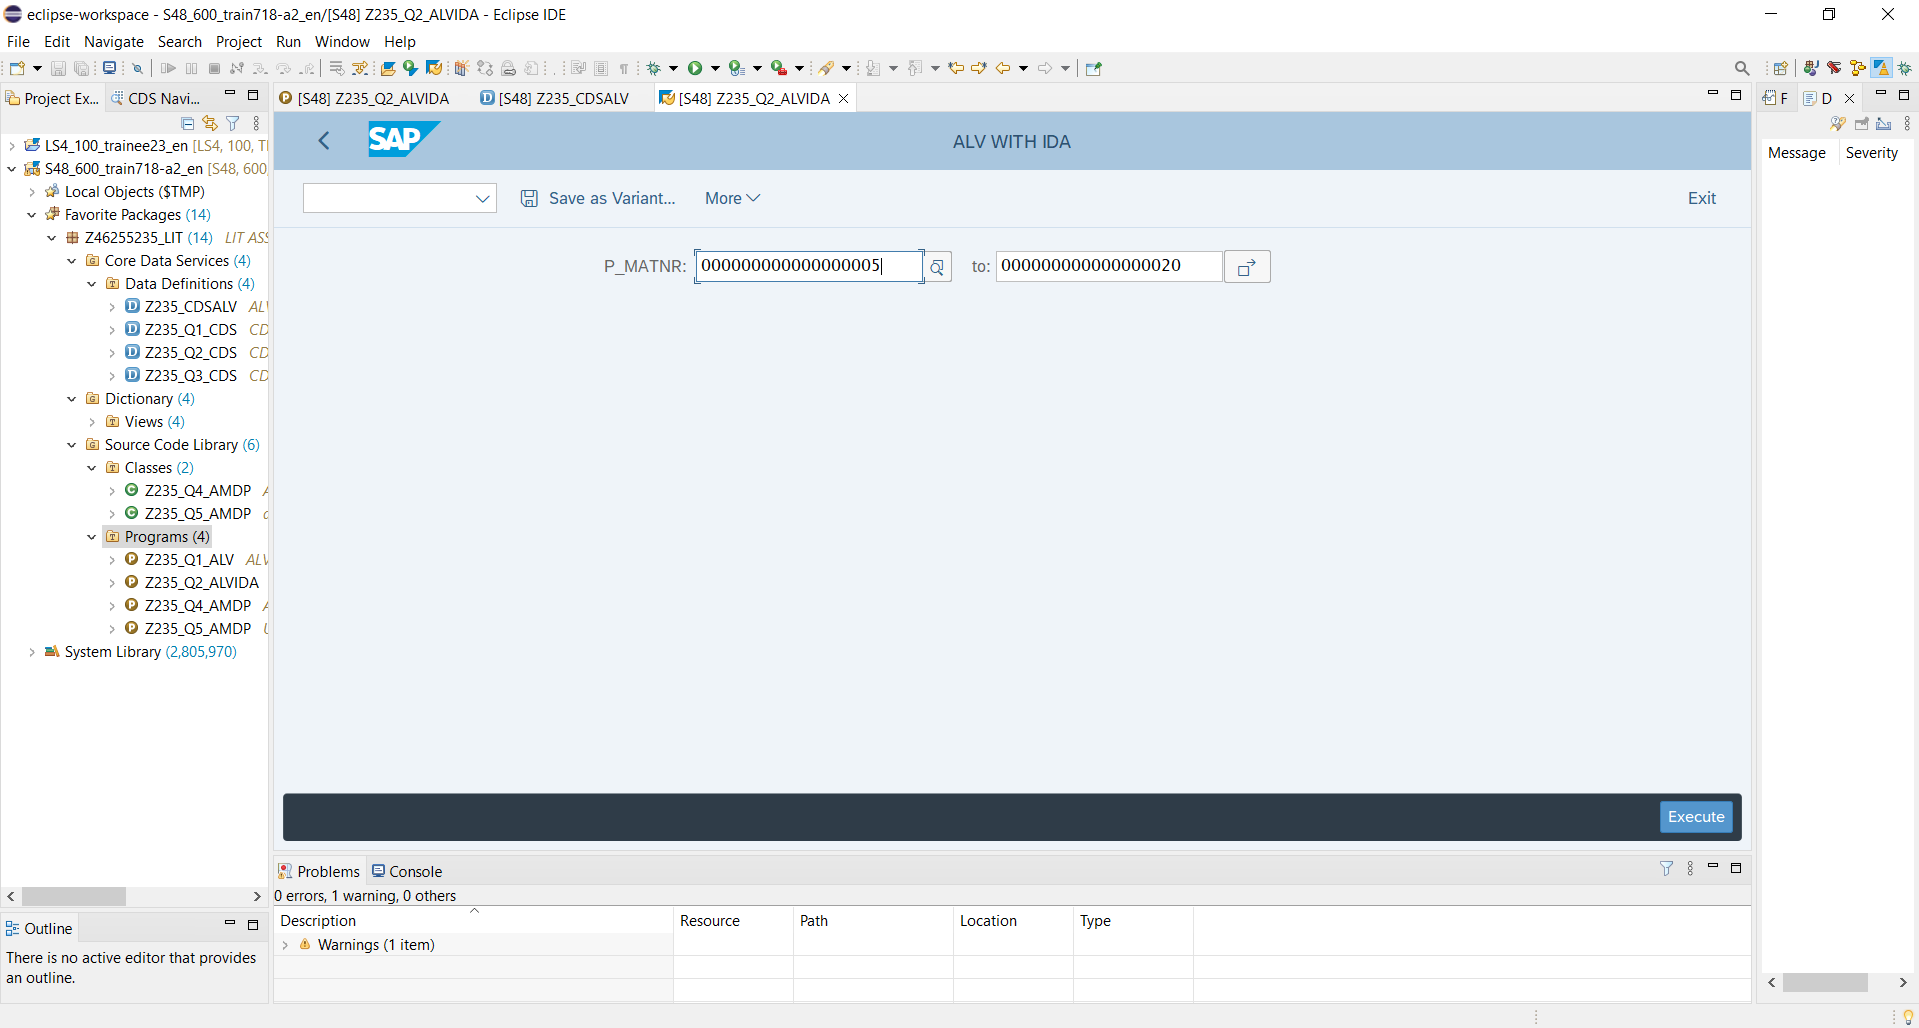 eclipse-workspace - S48_600_train718-a2_en/[S48] Z235_Q2_ALVIDA - Eclipse IDE
File Edit Navigate Search Project Run Window Help
Project Ex... CDS Navi...
LS4_100_trainee23_en [LS4, 100, T
S48_600_train718-a2_en [S48, 600,
Local Objects ($TMP)
Favorite Packages (14)
Z46255235_LIT (14) LIT ASS
Core Data Services (4)
Data Definitions (4)
Z235_CDSALV AL
Z235_Q1_CDS CD
Z235_Q2_CDS CD
Z235_Q3_CDS CD
Dictionary (4)
Views (4)
Source Code Library (6)
Classes (2)
Z235_Q4_AMDP
Z235_Q5_AMDP
Programs (4)
Z235_Q1_ALV ALV
Z235_Q2_ALVIDA
Z235_Q4_AMDP
Z235_Q5_AMDP
System Library (2,805,970)
Outline
There is no active editor that provides
an outline.
[S48] Z235_Q2_ALVIDA [S48] Z235_CDSALV [S48] Z235_Q2_ALVIDA
SAP ALV WITH IDA
Save as Variant... More Exit
P_MATNR: 000000000000000005 to: 000000000000000020
Execute
Problems Console
0 errors, 1 warning, 0 others
Description Resource Path Location Type
Warnings (1 item)
F D
Message Severity